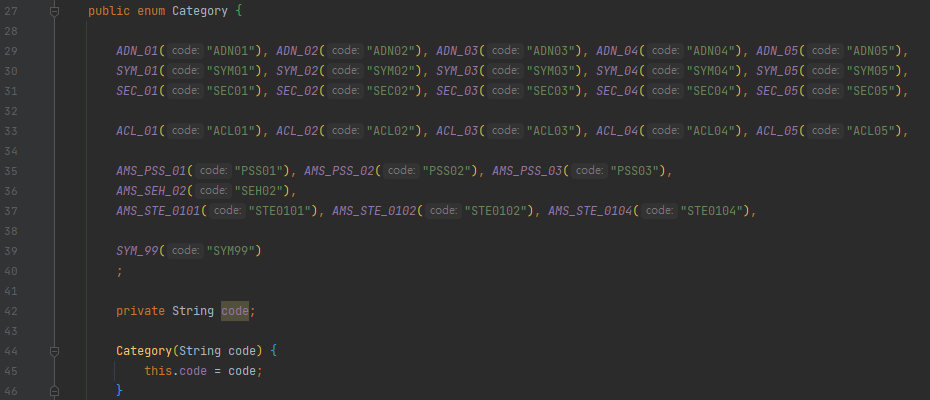 27 public enum Category {
28
29 ADN_01( code: "ADN01"), ADN_02( code: "ADN02"), ADN_03( code: "ADN03"), ADN_04( code: "ADN04"), ADN_05( code: "ADN05"),
30 SYM_01( code: "SYM01"), SYM_02( code: "SYM02"), SYM_03( code: "SYM03"), SYM_04( code: "SYM04"), SYM_05( code: "SYM05"),
31 SEC_01( code: "SEC01"), SEC_02( code: "SEC02"), SEC_03( code: "SEC03"), SEC_04( code: "SEC04"), SEC_05( code: "SEC05"),
32
33 ACL_01( code: "ACL01"), ACL_02( code: "ACL02"), ACL_03( code: "ACL03"), ACL_04( code: "ACL04"), ACL_05( code: "ACL05"),
34
35 AMS_PSS_01( code: "PSS01"), AMS_PSS_02( code: "PSS02"), AMS_PSS_03( code: "PSS03"),
36 AMS_SEH_02( code: "SEH02"),
37 AMS_STE_0101( code: "STE0101"), AMS_STE_0102( code: "STE0102"), AMS_STE_0104( code: "STE0104"),
38
39 SYM_99( code: "SYM99")
40 ;
41
42 private String code;
43
44 Category(String code) {
45 this.code = code;
46 }